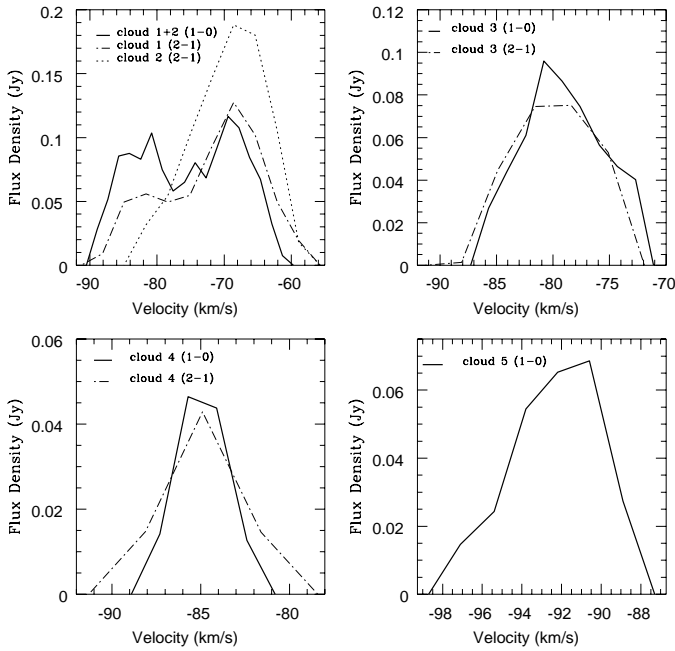 cloud 1+2 (1-0)
cloud 1 (2-1)
cloud 2 (2-1)
0.2
0.15
0.1
0.05
0
Flux Density (Jy)
-90 -80 -70 -60
Velocity (km/s)
cloud 3 (1-0)
cloud 3 (2-1)
0.12
0.09
0.06
0.04
0.02
0
Flux Density (Jy)
-90 -85 -80 -75 -70
Velocity (km/s)
cloud 4 (1-0)
cloud 4 (2-1)
0.06
0.04
0.02
0
Flux Density (Jy)
-90 -85 -80
Velocity (km/s)
cloud 5 (1-0)
0.06
0.04
0.02
0
Flux Density (Jy)
-98 -96 -94 -92 -90 -88
Velocity (km/s)